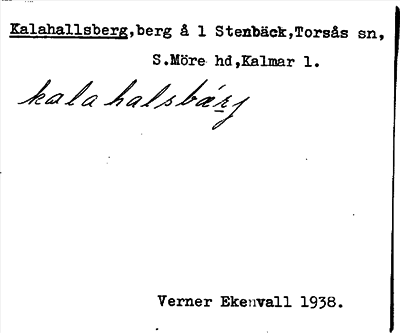 Kalahallsberg,berg å 1 Stenbäck,Torsås sn,
S.Möre hd,Kalmar l.
kala halsbärj
Verner Ekenvall 1938.